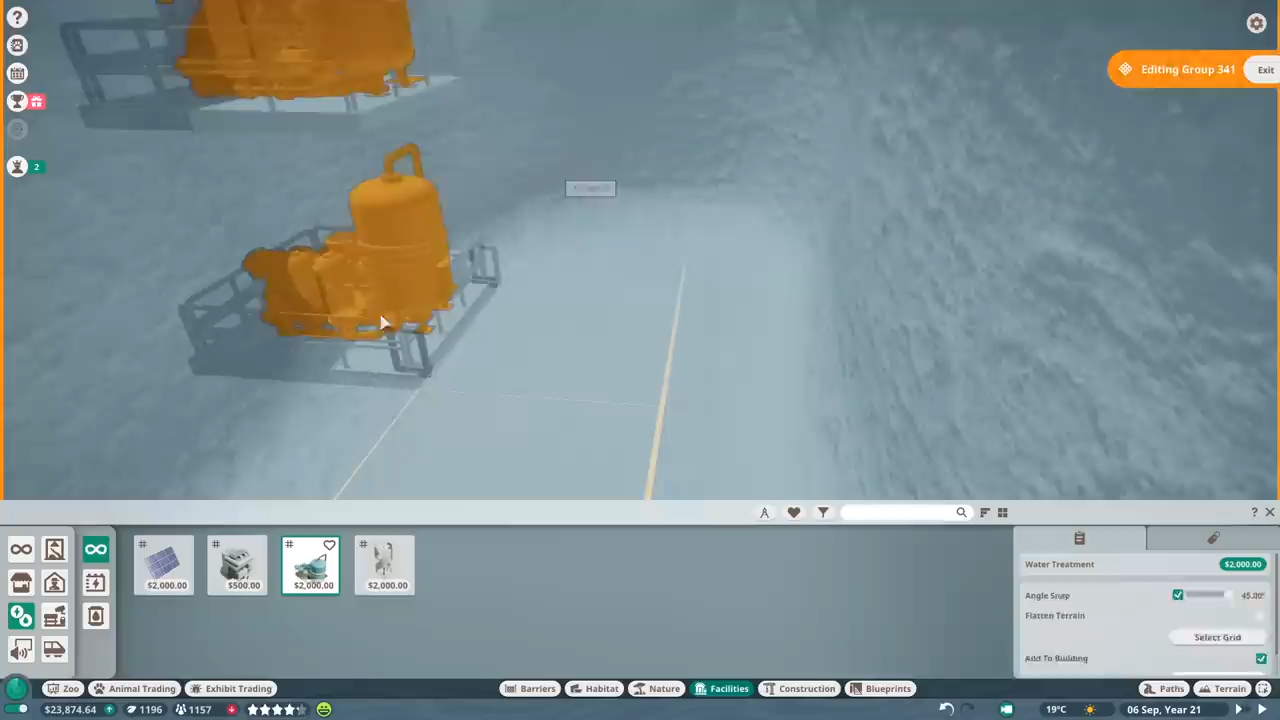 ?
Editing Group 341
Exit
2
? ✕
$2,000.00
$500.00
$2,000.00
$2,000.00
Water Treatment
$2,000.00
Angle Snap
45.00°
Flatten Terrain
Select Grid
Add To Building
Zoo
Animal Trading
Exhibit Trading
Barriers
Habitat
Nature
Facilities
Construction
Blueprints
Paths
Terrain
$23,874.64
1196
1157
19°C
06 Sep, Year 21